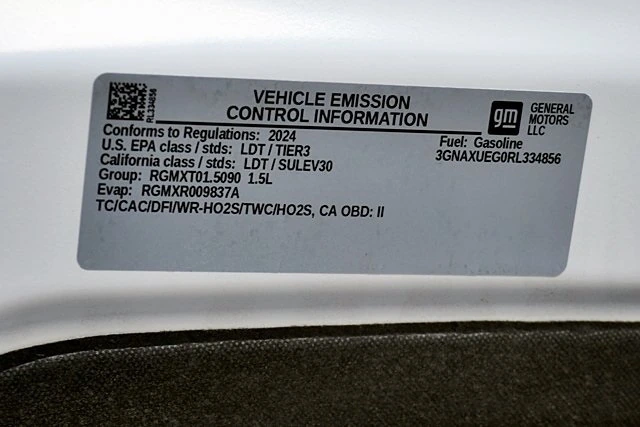 RL334856
VEHICLE EMISSION
CONTROL INFORMATION
gm
GENERAL
MOTORS
LLC
Conforms to Regulations: 2024
U.S. EPA class / stds: LDT / TIER3
California class / stds: LDT / SULEV30
Group: RGMXT01.5090 1.5L
Evap: RGMXR009837A
TC/CAC/DFI/WR-HO2S/TWC/HO2S, CA OBD: II
Fuel: Gasoline
3GNAXUEG0RL334856